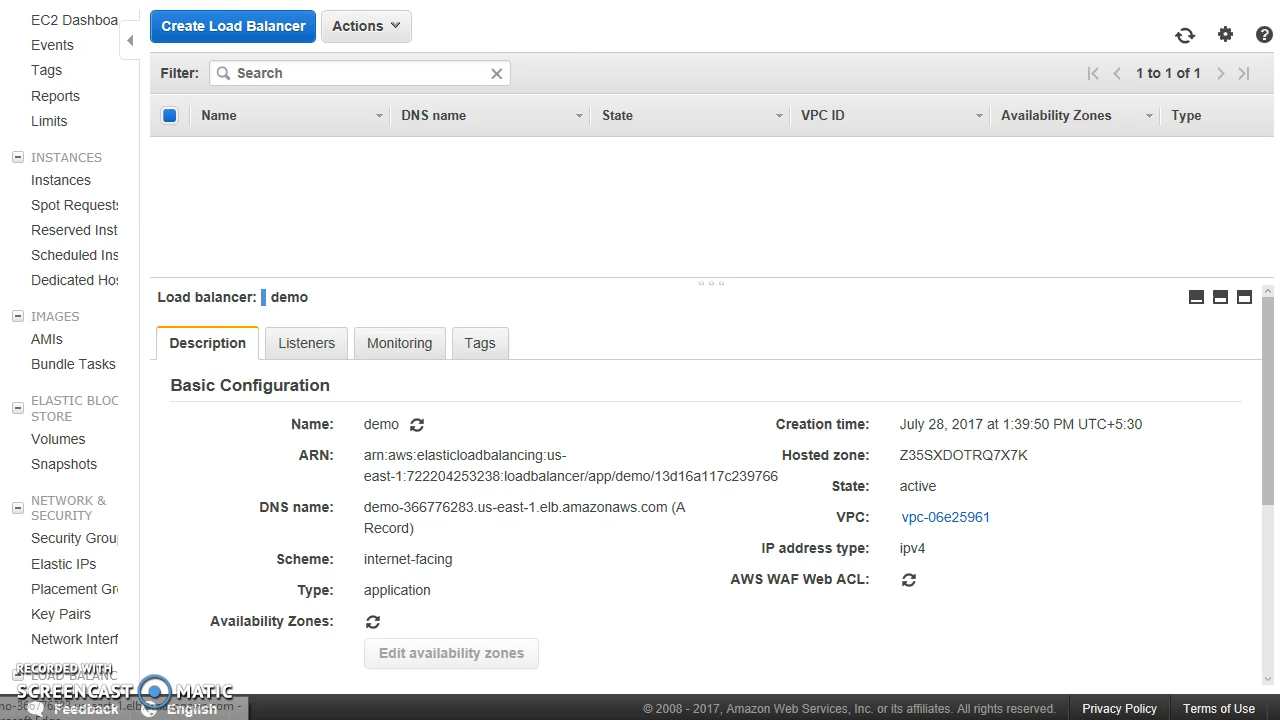 EC2 Dashboa
Events
Tags
Reports
Limits
INSTANCES
Instances
Spot Requests
Reserved Inst
Scheduled Ins
Dedicated Hos
IMAGES
AMIs
Bundle Tasks
ELASTIC BLOC
STORE
Volumes
Snapshots
NETWORK &
SECURITY
Security Group
Elastic IPs
Placement Gr
Key Pairs
Network Interf
LOAD BALANC
Create Load Balancer Actions
Filter: Search 1 to 1 of 1
Name DNS name State VPC ID Availability Zones Type
Load balancer: demo
Description Listeners Monitoring Tags
Basic Configuration
Name: demo
ARN: arn:aws:elasticloadbalancing:us-
east-1:722204253238:loadbalancer/app/demo/13d16a117c239766
DNS name: demo-366776283.us-east-1.elb.amazonaws.com (A
Record)
Scheme: internet-facing
Type: application
Availability Zones:
Edit availability zones
Creation time: July 28, 2017 at 1:39:50 PM UTC+5:30
Hosted zone: Z35SXDOTRQ7X7K
State: active
VPC: vpc-06e25961
IP address type: ipv4
AWS WAF Web ACL:
RECORDED WITH
SCREENCAST MATIC
Feedback English
© 2008 - 2017, Amazon Web Services, Inc. or its affiliates. All rights reserved. Privacy Policy Terms of Use